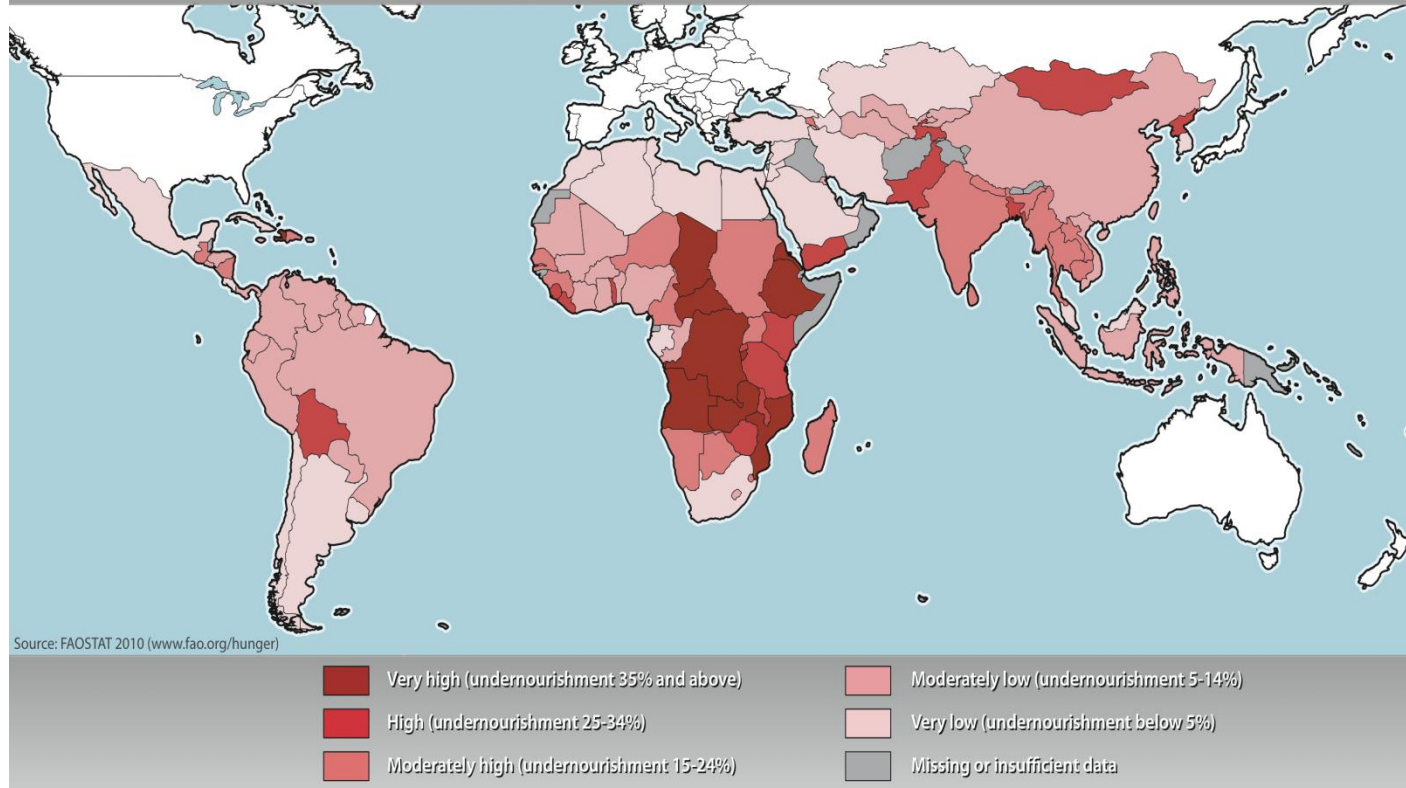 Source: FAOSTAT 2010 (www.fao.org/hunger)
Very high (undernourishment 35% and above)
High (undernourishment 25-34%)
Moderately high (undernourishment 15-24%)
Moderately low (undernourishment 5-14%)
Very low (undernourishment below 5%)
Missing or insufficient data